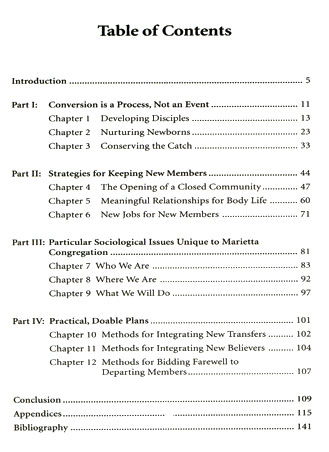 Table of Contents
Introduction ........ 5
Part I: Conversion is a Process, Not an Event ........ 11
Chapter 1 Developing Disciples ........ 13
Chapter 2 Nurturing Newborns ........ 23
Chapter 3 Conserving the Catch ........ 33
Part II: Strategies for Keeping New Members ........ 44
Chapter 4 The Opening of a Closed Community ........ 47
Chapter 5 Meaningful Relationships for Body Life ........ 60
Chapter 6 New Jobs for New Members ........ 71
Part III: Particular Sociological Issues Unique to Marietta
Congregation ........ 81
Chapter 7 Who We Are ........ 83
Chapter 8 Where We Are ........ 92
Chapter 9 What We Will Do ........ 97
Part IV: Practical, Doable Plans ........ 101
Chapter 10 Methods for Integrating New Transfers ........ 102
Chapter 11 Methods for Integrating New Believers ........ 104
Chapter 12 Methods for Bidding Farewell to
Departing Members ........ 107
Conclusion ........ 109
Appendices ........ 115
Bibliography ........ 141